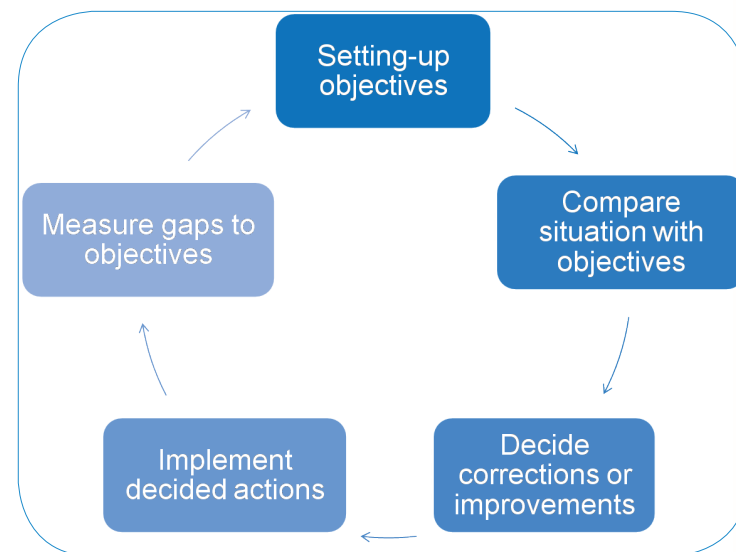 Setting-up
objectives
Compare
situation with
objectives
Decide
corrections or
improvements
Implement
decided actions
Measure gaps to
objectives